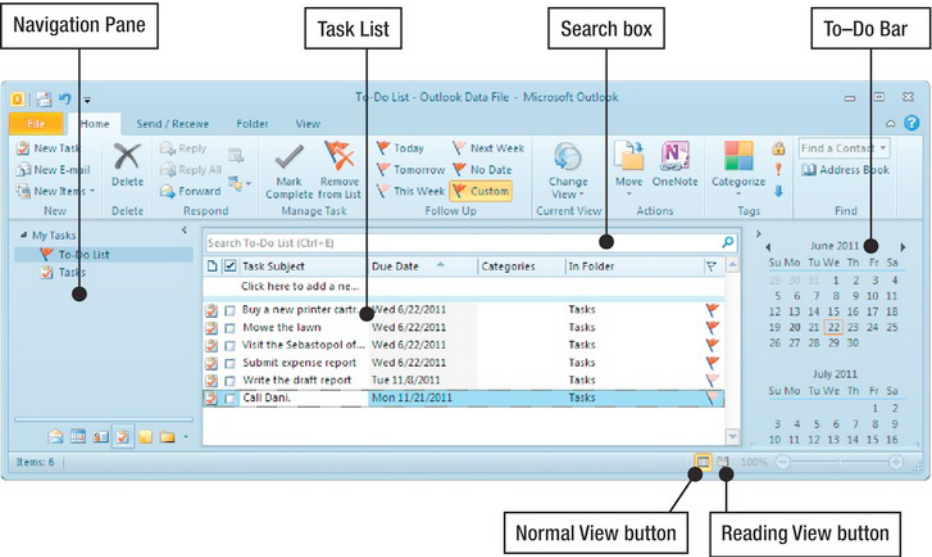 Navigation Pane
Task List
Search box
To–Do Bar
To-Do List - Outlook Data File - Microsoft Outlook
File Home Send / Receive Folder View
New Task
New E-mail
New Items
New
Delete
Delete
Reply
Reply All
Forward
Respond
Mark Complete
Remove from List
Manage Task
Today Next Week
Tomorrow No Date
This Week Custom
Follow Up
Change View
Current View
Move OneNote
Actions
Categorize
Tags
Find a Contact
Address Book
Find
My Tasks
To-Do List
Tasks
Search To-Do List (Ctrl+E)
Task Subject Due Date Categories In Folder
Click here to add a ne...
Buy a new printer cartr... Wed 6/22/2011 Tasks
Mowe the lawn Wed 6/22/2011 Tasks
Visit the Sebastopol of... Wed 6/22/2011 Tasks
Submit expense report Wed 6/22/2011 Tasks
Write the draft report Tue 11/8/2011 Tasks
Call Dani. Mon 11/21/2011 Tasks
June 2011
Su Mo Tu We Th Fr Sa
29 30 31 1 2 3 4
5 6 7 8 9 10 11
12 13 14 15 16 17 18
19 20 21 22 23 24 25
26 27 28 29 30
July 2011
Su Mo Tu We Th Fr Sa
1 2
3 4 5 6 7 8 9
10 11 12 13 14 15 16
Items: 6
100%
Normal View button
Reading View button